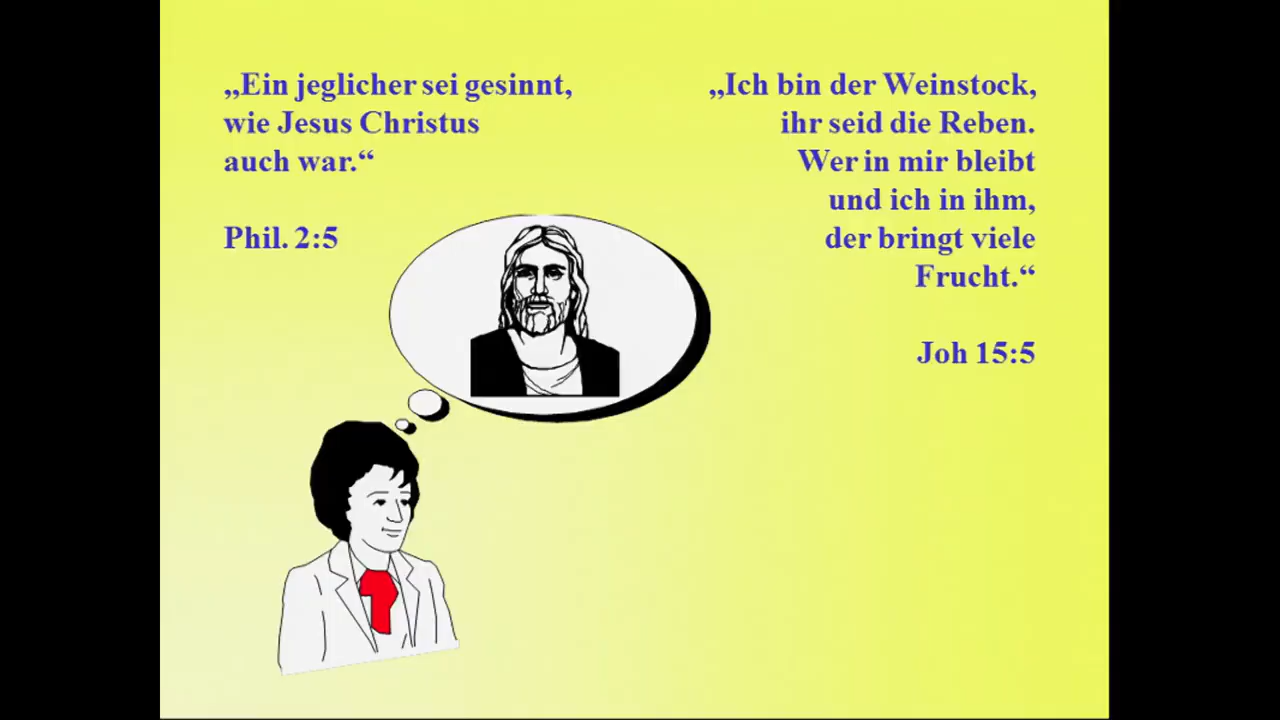 „Ein jeglicher sei gesinnt,
wie Jesus Christus
auch war.“
Phil. 2:5
„Ich bin der Weinstock,
ihr seid die Reben.
Wer in mir bleibt
und ich in ihm,
der bringt viele
Frucht.“
Joh 15:5